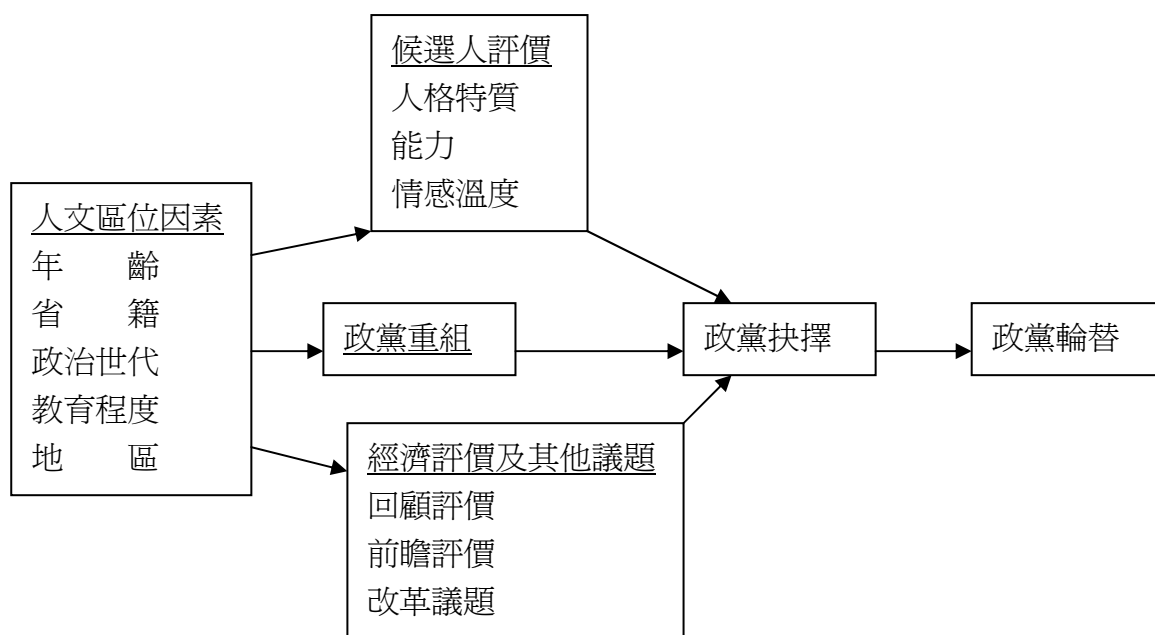 候選人評價
人格特質
能力
情感溫度
人文區位因素
年　　齡
省　　籍
政治世代
教育程度
地　　區
政黨重組
政黨抉擇
政黨輪替
經濟評價及其他議題
回顧評價
前瞻評價
改革議題